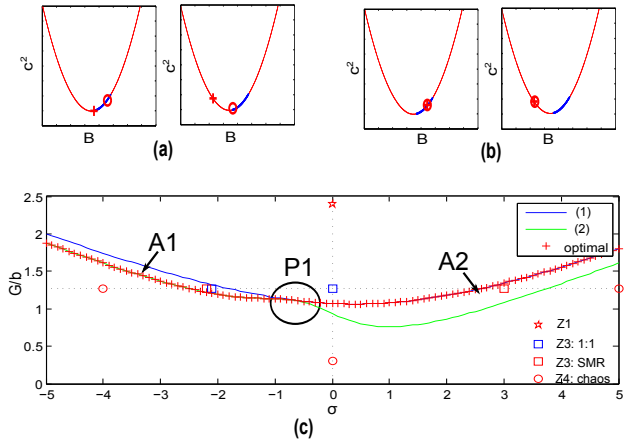 c²
B
c²
B
(a)
c²
B
c²
B
(b)
2.5
2
1.5
1
0.5
0
G/b
−5
−4
−3
−2
−1
0
1
2
3
4
5
σ
A1
P1
A2
(1)
(2)
optimal
Z1
Z3: 1:1
Z3: SMR
Z4: chaos
(c)